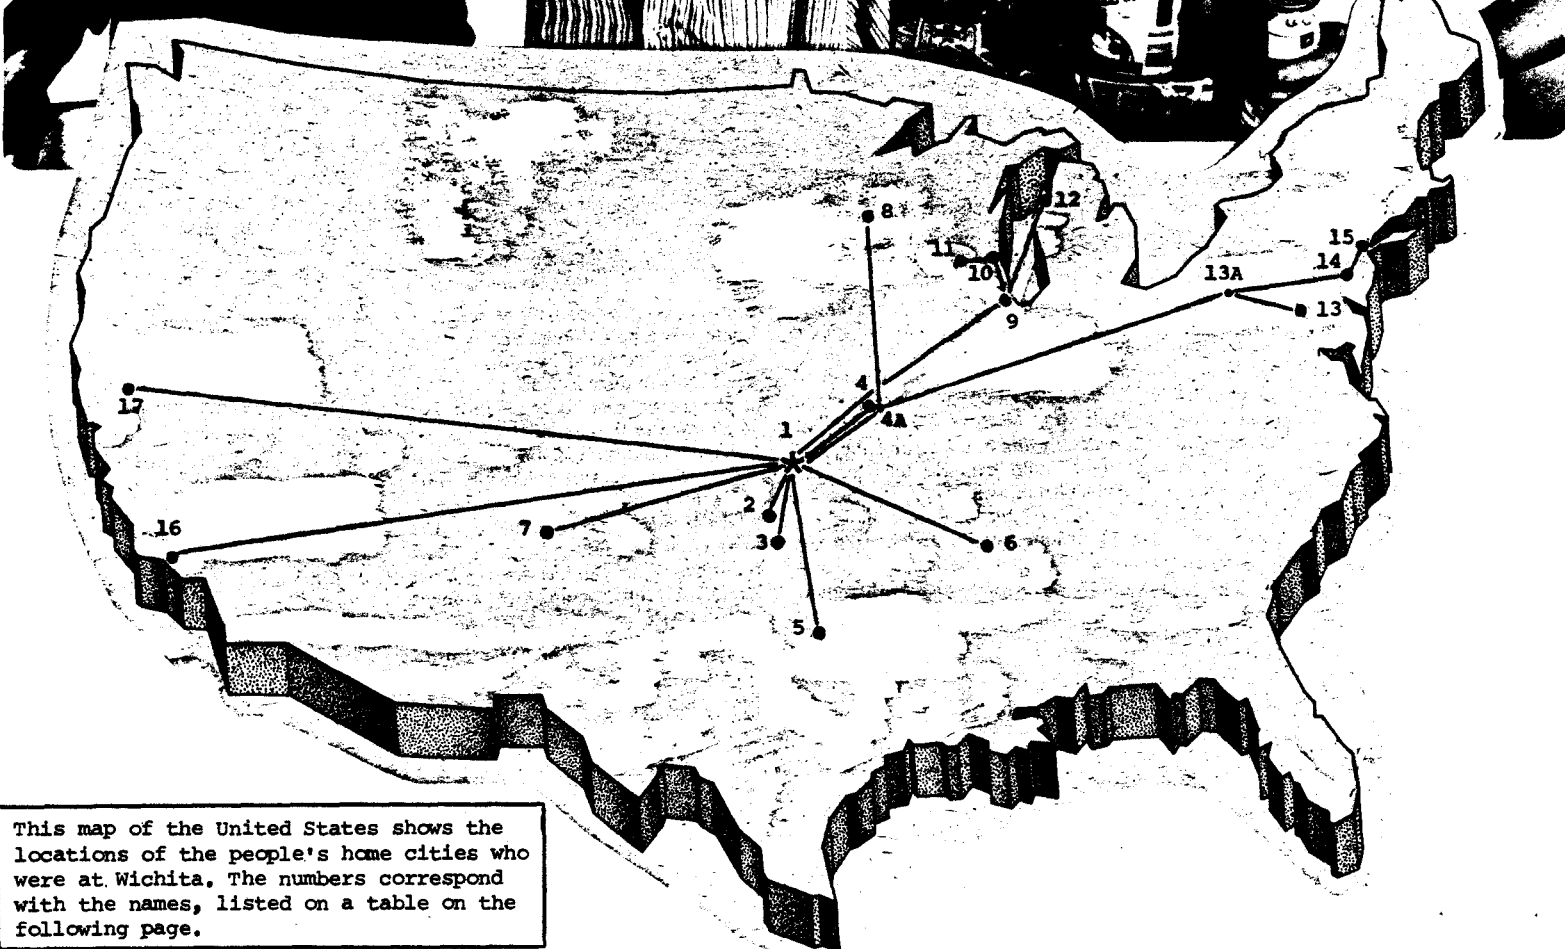 12
8
15
11
14
13A
10
13
9
4
17
4A
1
2
16
7
3
6
5
This map of the United States shows the
locations of the people's home cities who
were at Wichita. The numbers correspond
with the names, listed on a table on the
following page.